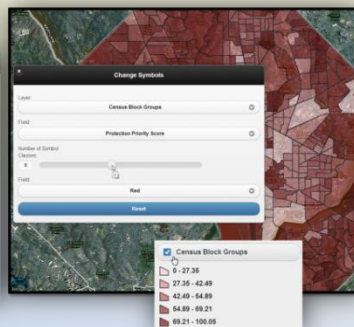 Change Symbols
Layer:
Census Block Groups
Field:
Protection Priority Score
Number of Symbol
Classes:
Field:
Red
Reset
Census Block Groups
0 - 27.35
27.35 - 42.49
42.49 - 54.89
54.89 - 69.21
69.21 - 100.05